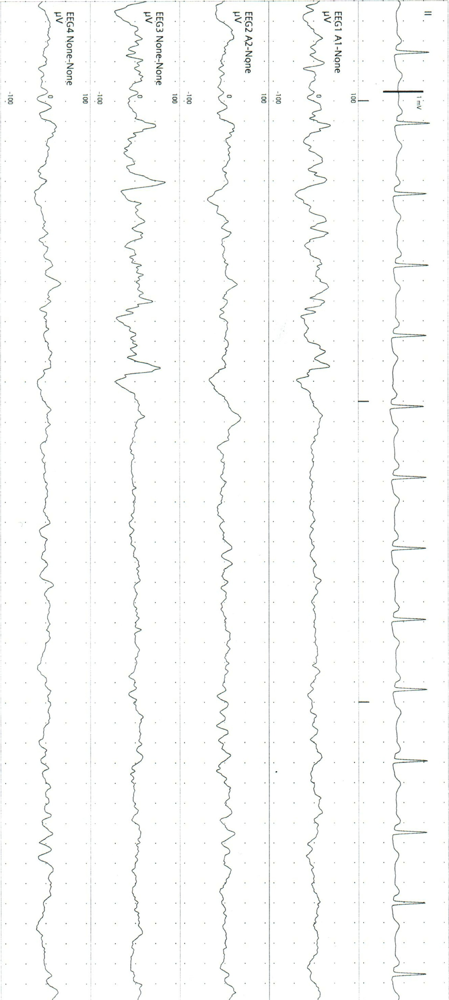 II
1 mV
EEG1 A1-None
µV
100
0
-100
EEG2 A2-None
µV
100
0
-100
EEG3 None-None
µV
100
0
-100
EEG4 None-None
µV
100
0
-100